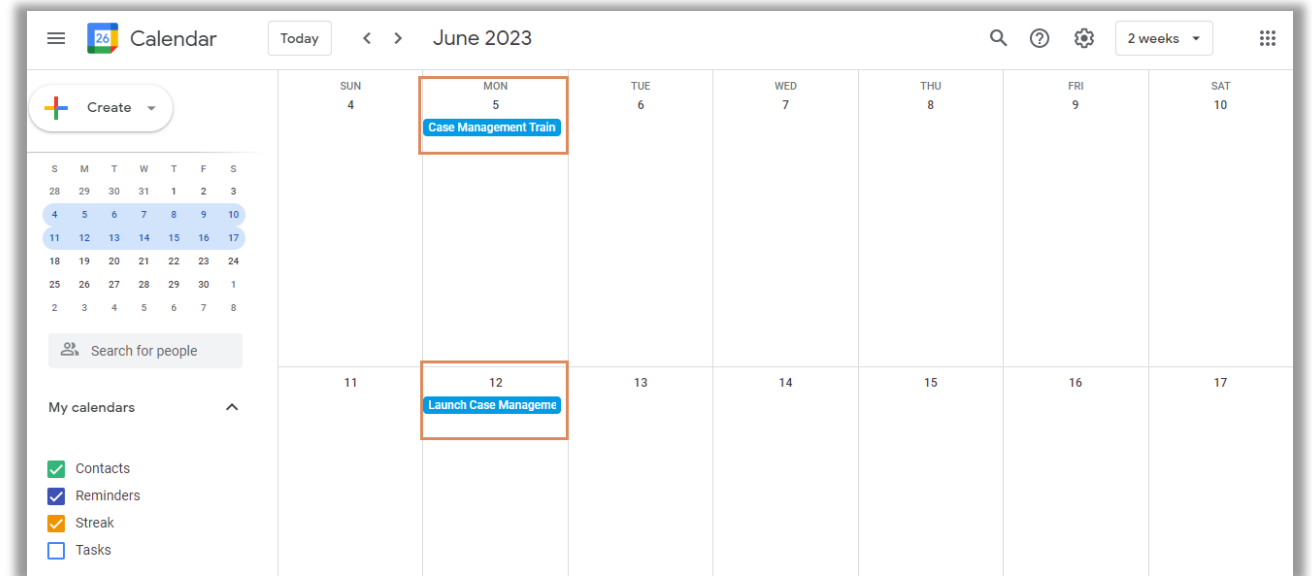 26 Calendar Today < > June 2023 2 weeks
Create
S M T W T F S
28 29 30 31 1 2 3
4 5 6 7 8 9 10
11 12 13 14 15 16 17
18 19 20 21 22 23 24
25 26 27 28 29 30 1
2 3 4 5 6 7 8
Search for people
My calendars
Contacts
Reminders
Streak
Tasks
SUN MON TUE WED THU FRI SAT
4 5 6 7 8 9 10
Case Management Train
11 12 13 14 15 16 17
Launch Case Manageme